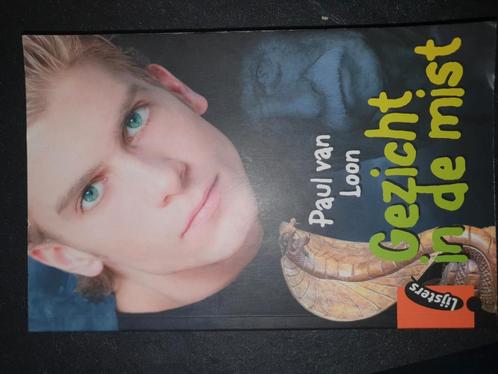 Paul van
Loon
Gezicht
in de mist
Lijsters